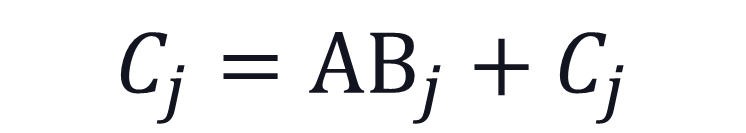 C_j = AB_j + C_j